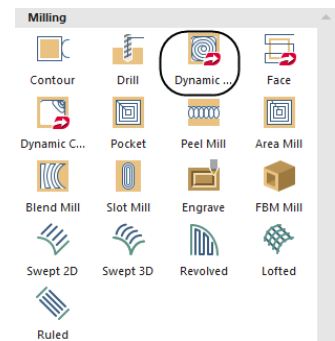 Milling
Contour Drill Dynamic ... Face
Dynamic C... Pocket Peel Mill Area Mill
Blend Mill Slot Mill Engrave FBM Mill
Swept 2D Swept 3D Revolved Lofted
Ruled